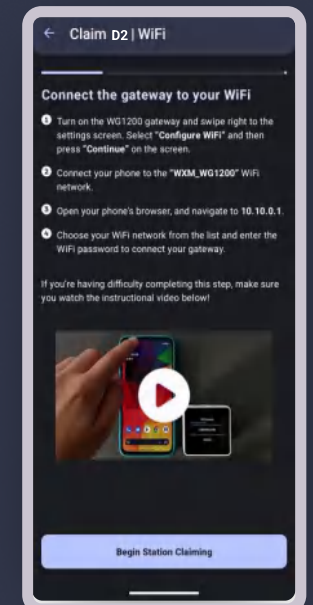 Claim D2 | WiFi
Connect the gateway to your WiFi
1 Turn on the WG1200 gateway and swipe right to the
settings screen. Select "Configure WiFi" and then
press "Continue" on the screen.
2 Connect your phone to the "WXM_WG1200" WiFi
network.
3 Open your phone's browser, and navigate to 10.10.0.1.
4 Choose your WiFi network from the list and enter the
WiFi password to connect your gateway.
If you're having difficulty completing this step, make sure
you watch the instructional video below!
Begin Station Claiming